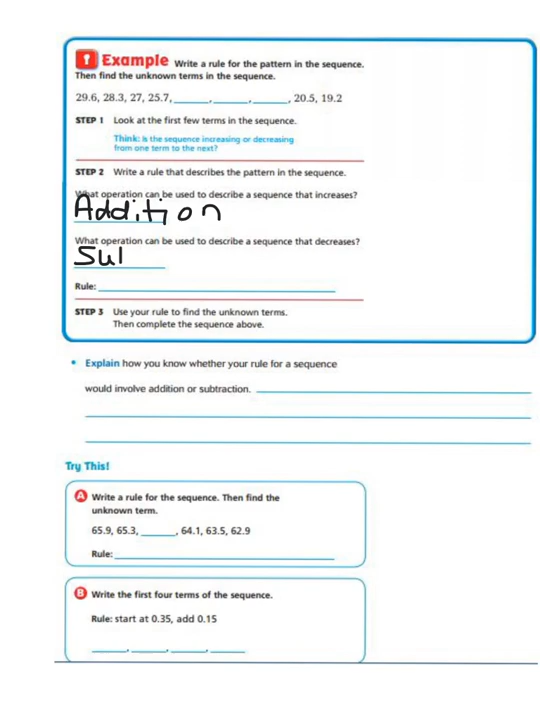 ! Example Write a rule for the pattern in the sequence.
Then find the unknown terms in the sequence.
29.6, 28.3, 27, 25.7, ______, ______, ______, 20.5, 19.2
STEP 1 Look at the first few terms in the sequence.
Think: Is the sequence increasing or decreasing
from one term to the next?
STEP 2 Write a rule that describes the pattern in the sequence.
What operation can be used to describe a sequence that increases?
Addition
What operation can be used to describe a sequence that decreases?
Sul
Rule: ______
STEP 3 Use your rule to find the unknown terms.
Then complete the sequence above.
• Explain how you know whether your rule for a sequence
would involve addition or subtraction. ______
Try This!
A Write a rule for the sequence. Then find the
unknown term.
65.9, 65.3, ______, 64.1, 63.5, 62.9
Rule: ______
B Write the first four terms of the sequence.
Rule: start at 0.35, add 0.15
______, ______, ______, ______